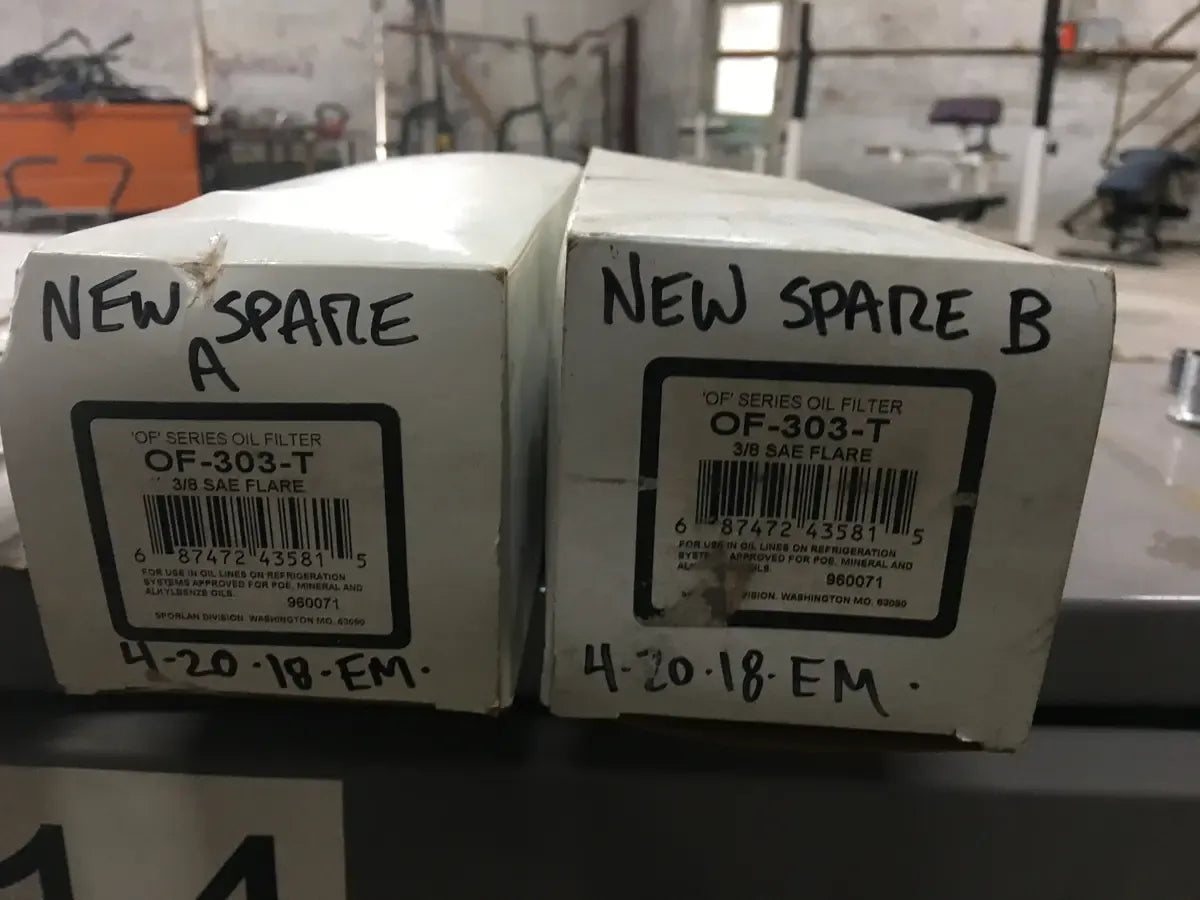 NEW SPARE
A
'OF' SERIES OIL FILTER
OF-303-T
3/8 SAE FLARE
6 87472 43581 5
FOR USE IN OIL LINES ON REFRIGERATION
SYSTEMS APPROVED FOR POE, MINERAL AND
ALKYLBENZE OILS.
960071
SPORLAN DIVISION, WASHINGTON MO. 63090
4-20-18-EM.
NEW SPARE B
'OF' SERIES OIL FILTER
OF-303-T
3/8 SAE FLARE
6 87472 43581 5
FOR USE IN OIL LINES ON REFRIGERATION
APPROVED FOR POE, MINERAL AND
OILS.
960071
WASHINGTON MO. 63090
4-20-18-EM.
14